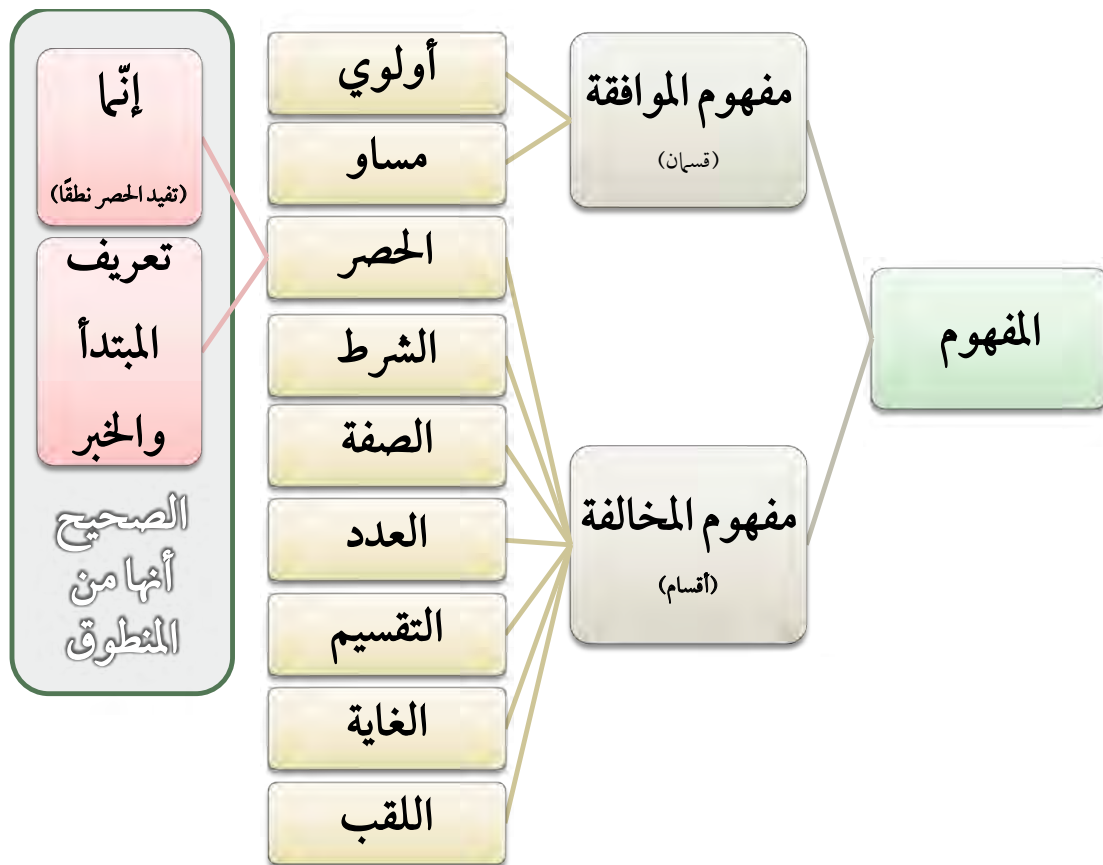 المفهوم
مفهوم الموافقة
(قسمان)
أولوي
مساو
مفهوم المخالفة
(أقسام)
الحصر
الشرط
الصفة
العدد
التقسيم
الغاية
اللقب
إنّما
(تفيد الحصر نطقًا)
تعريف
المبتدأ
والخبر
الصحيح
أنها من
المنطوق